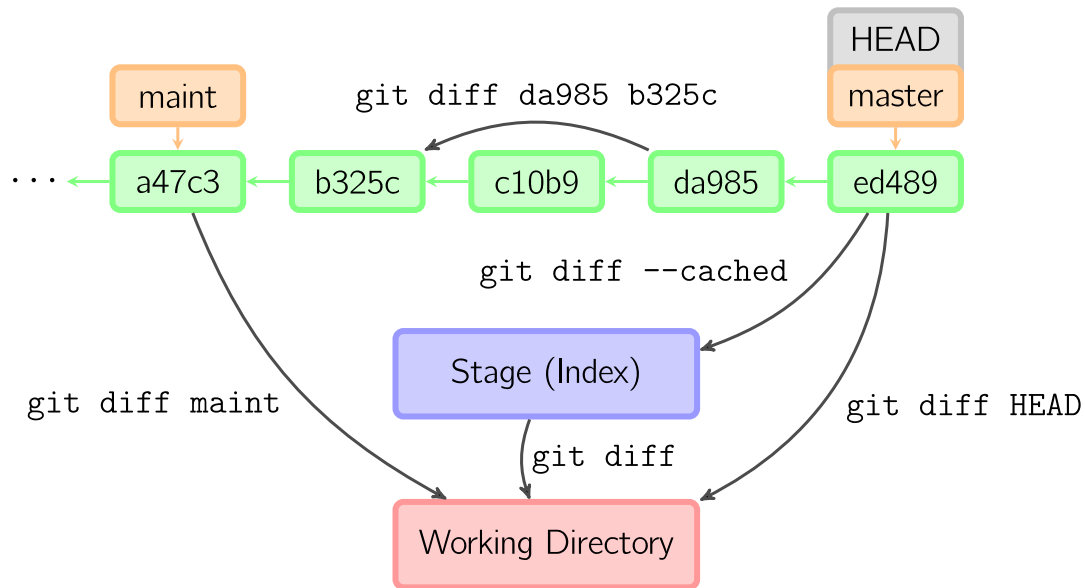 HEAD
maint
git diff da985 b325c
master
...
a47c3
b325c
c10b9
da985
ed489
git diff --cached
Stage (Index)
git diff maint
git diff HEAD
git diff
Working Directory